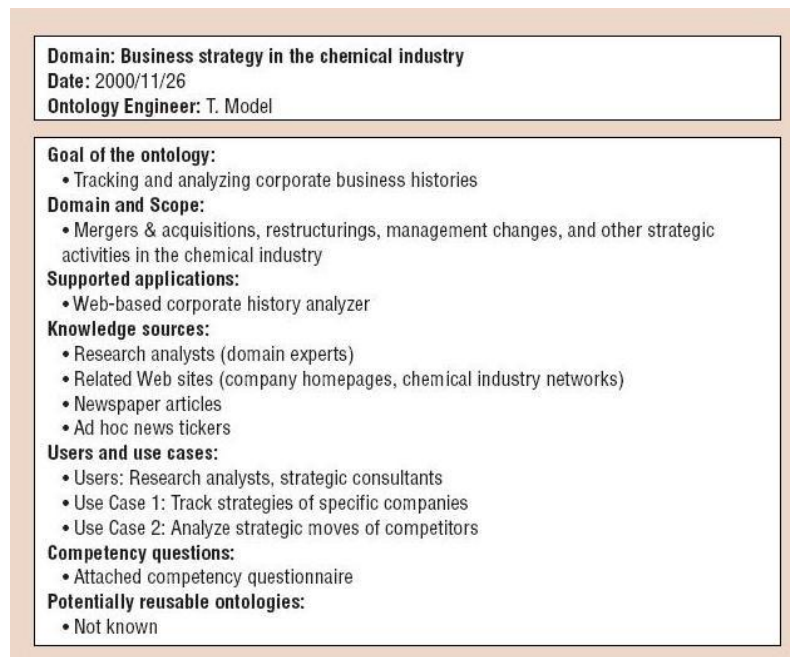 Domain: Business strategy in the chemical industry
Date: 2000/11/26
Ontology Engineer: T. Model
Goal of the ontology:
• Tracking and analyzing corporate business histories
Domain and Scope:
• Mergers & acquisitions, restructurings, management changes, and other strategic
activities in the chemical industry
Supported applications:
• Web-based corporate history analyzer
Knowledge sources:
• Research analysts (domain experts)
• Related Web sites (company homepages, chemical industry networks)
• Newspaper articles
• Ad hoc news tickers
Users and use cases:
• Users: Research analysts, strategic consultants
• Use Case 1: Track strategies of specific companies
• Use Case 2: Analyze strategic moves of competitors
Competency questions:
• Attached competency questionnaire
Potentially reusable ontologies:
• Not known